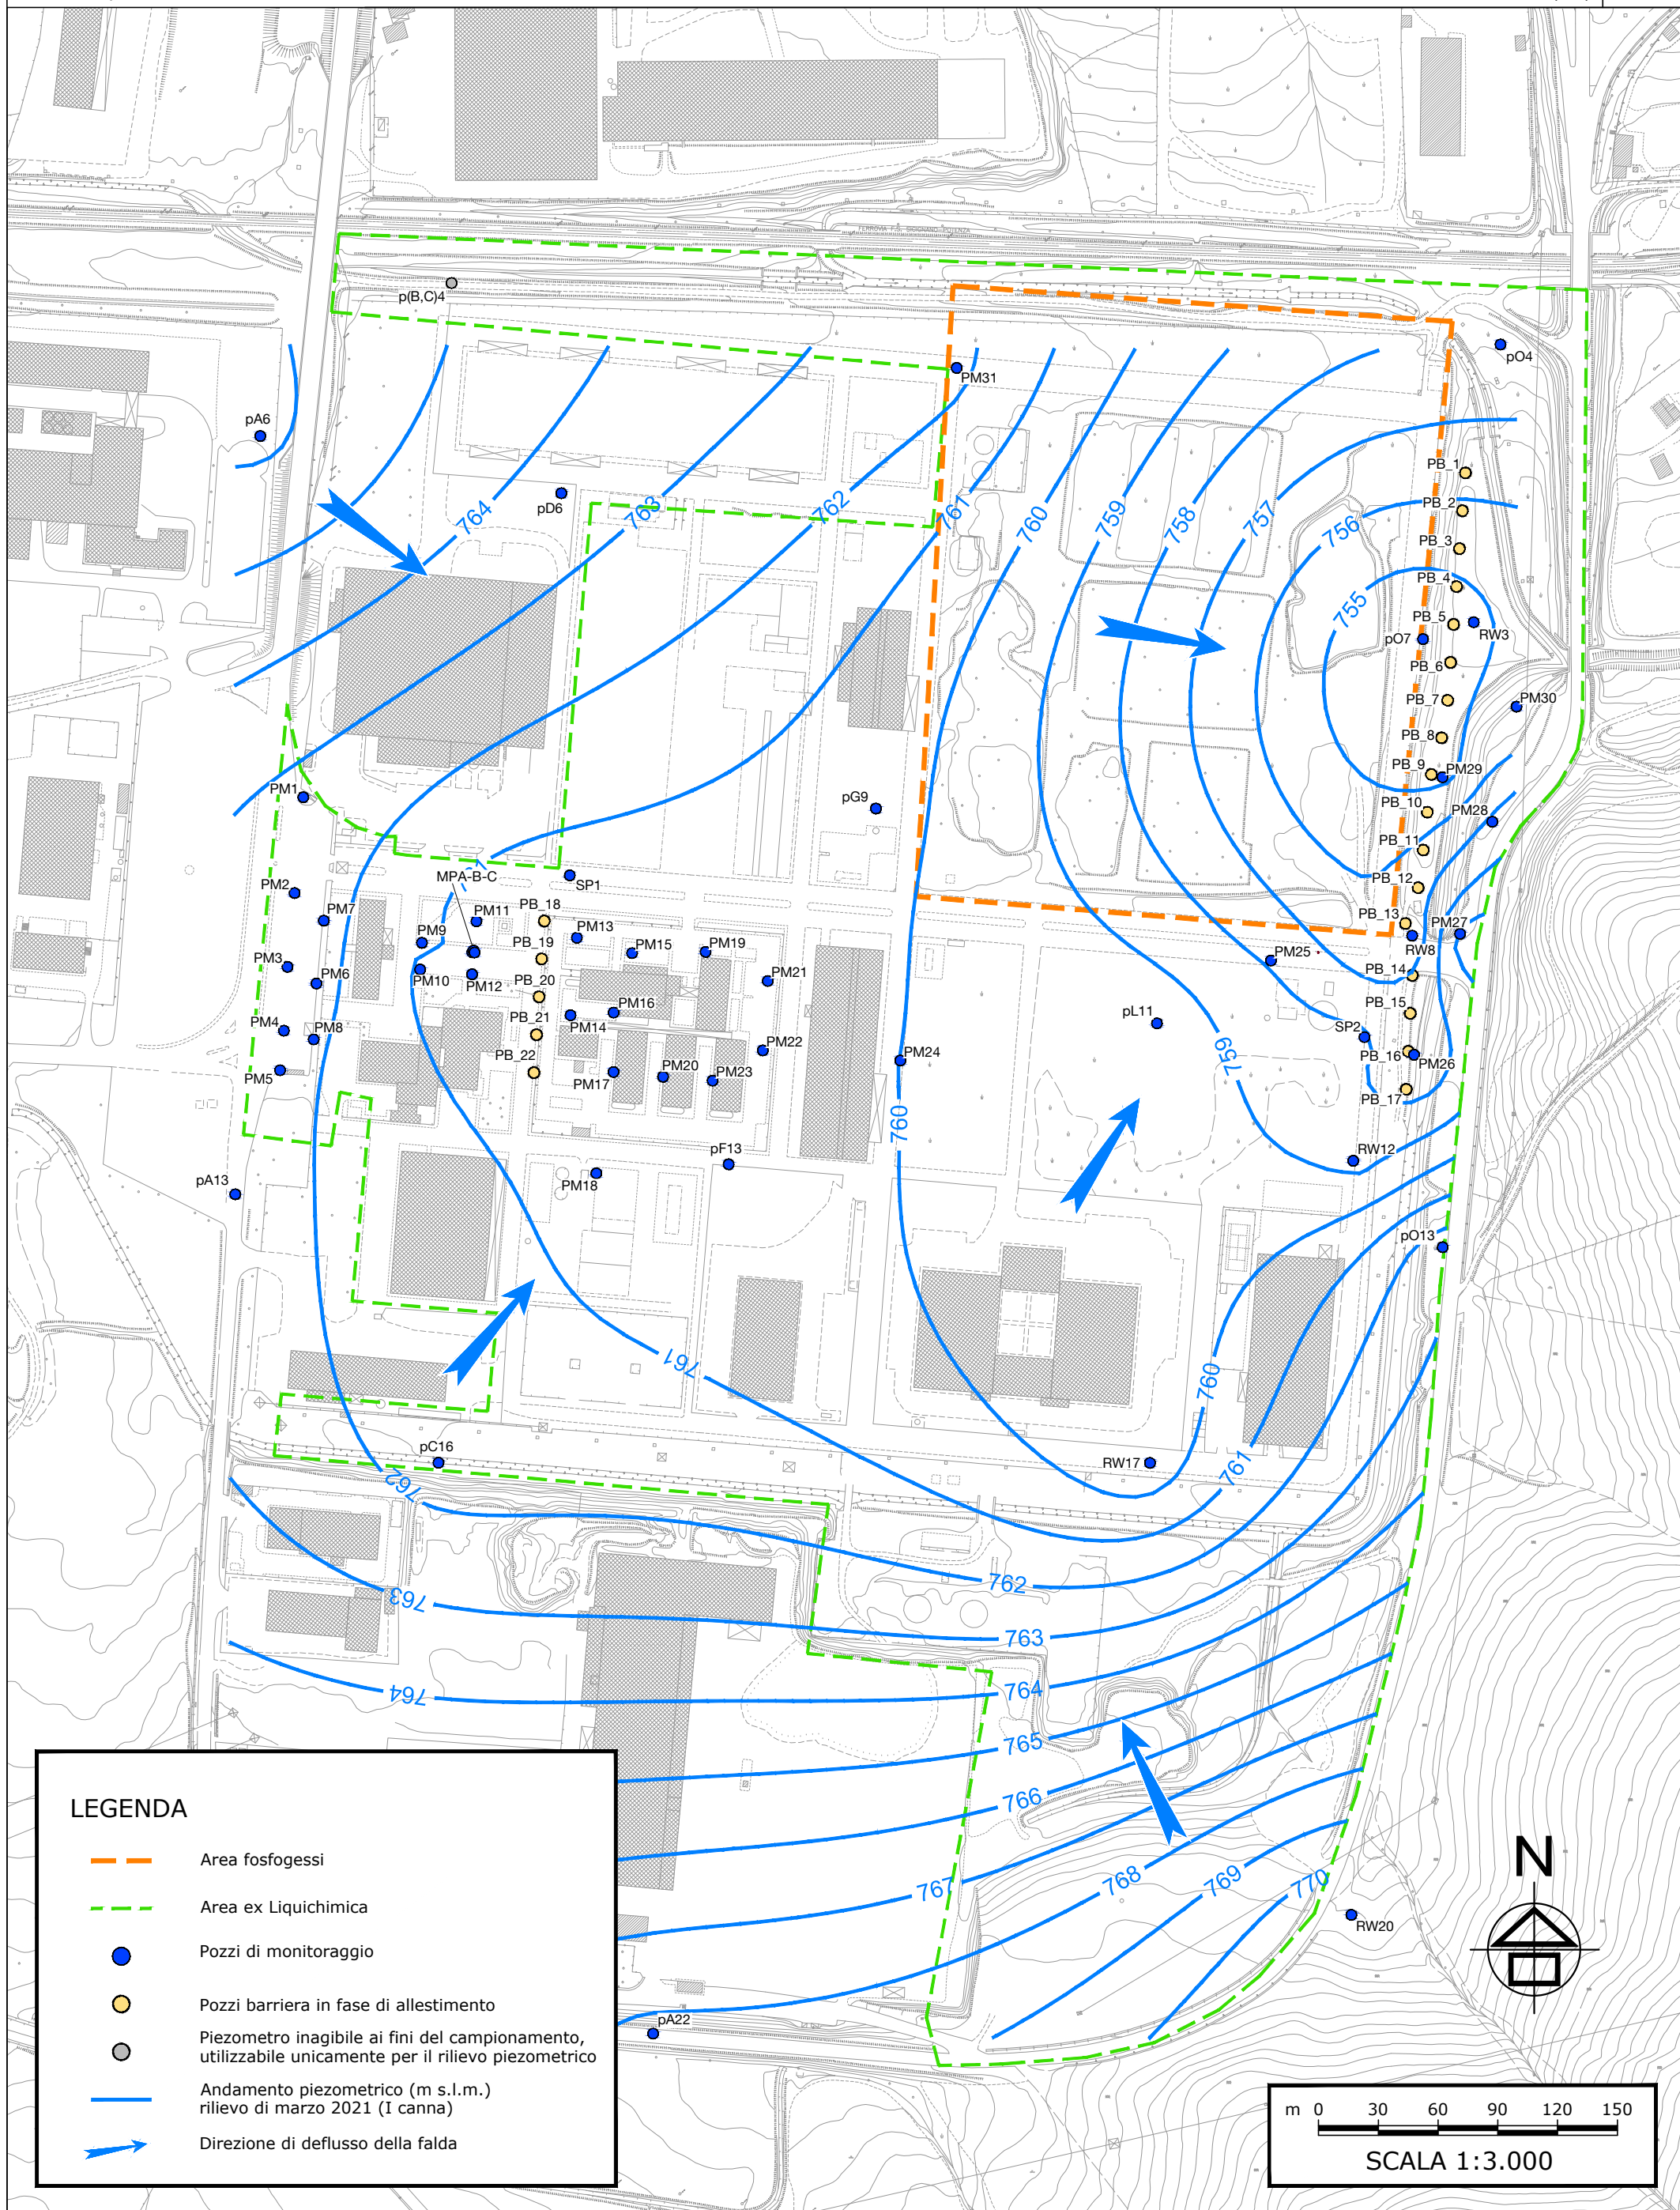 FERROVIA F.S. SICIGNANO - POTENZA
p(B,C)4
pO4
PM31
pA6
PB_1
pD6
764
763
762
761
760
759
758
757
756
PB_2
PB_3
PB_4
755
PB_5
pO7
RW3
PB_6
PB_7
PM30
PB_8
PB_9
PM29
PM1
pG9
PB_10
PM28
PB_11
MPA-B-C
SP1
PB_12
PM2
PM7
PM11
PB_18
PM13
PB_13
PM27
PM9
PB_19
PM15
PM19
RW8
PM25
PM3
PM6
PM10
PM12
PB_20
PM21
PB_14
PM16
PB_15
PM4
PM8
PB_21
PM14
pL11
SP2
PB_22
PM22
PM24
759
PB_16
PM26
PM5
PM17
PM20
PM23
PB_17
760
pF13
RW12
pA13
PM18
pO13
761
760
pC16
RW17
761
762
762
763
763
764
764
765
766
767
768
769
770
RW20
pA22
N
LEGENDA
Area fosfogessi
Area ex Liquichimica
Pozzi di monitoraggio
Pozzi barriera in fase di allestimento
Piezometro inagibile ai fini del campionamento,
utilizzabile unicamente per il rilievo piezometrico
Andamento piezometrico (m s.l.m.)
rilievo di marzo 2021 (I canna)
Direzione di deflusso della falda
m 0 30 60 90 120 150
SCALA 1:3.000